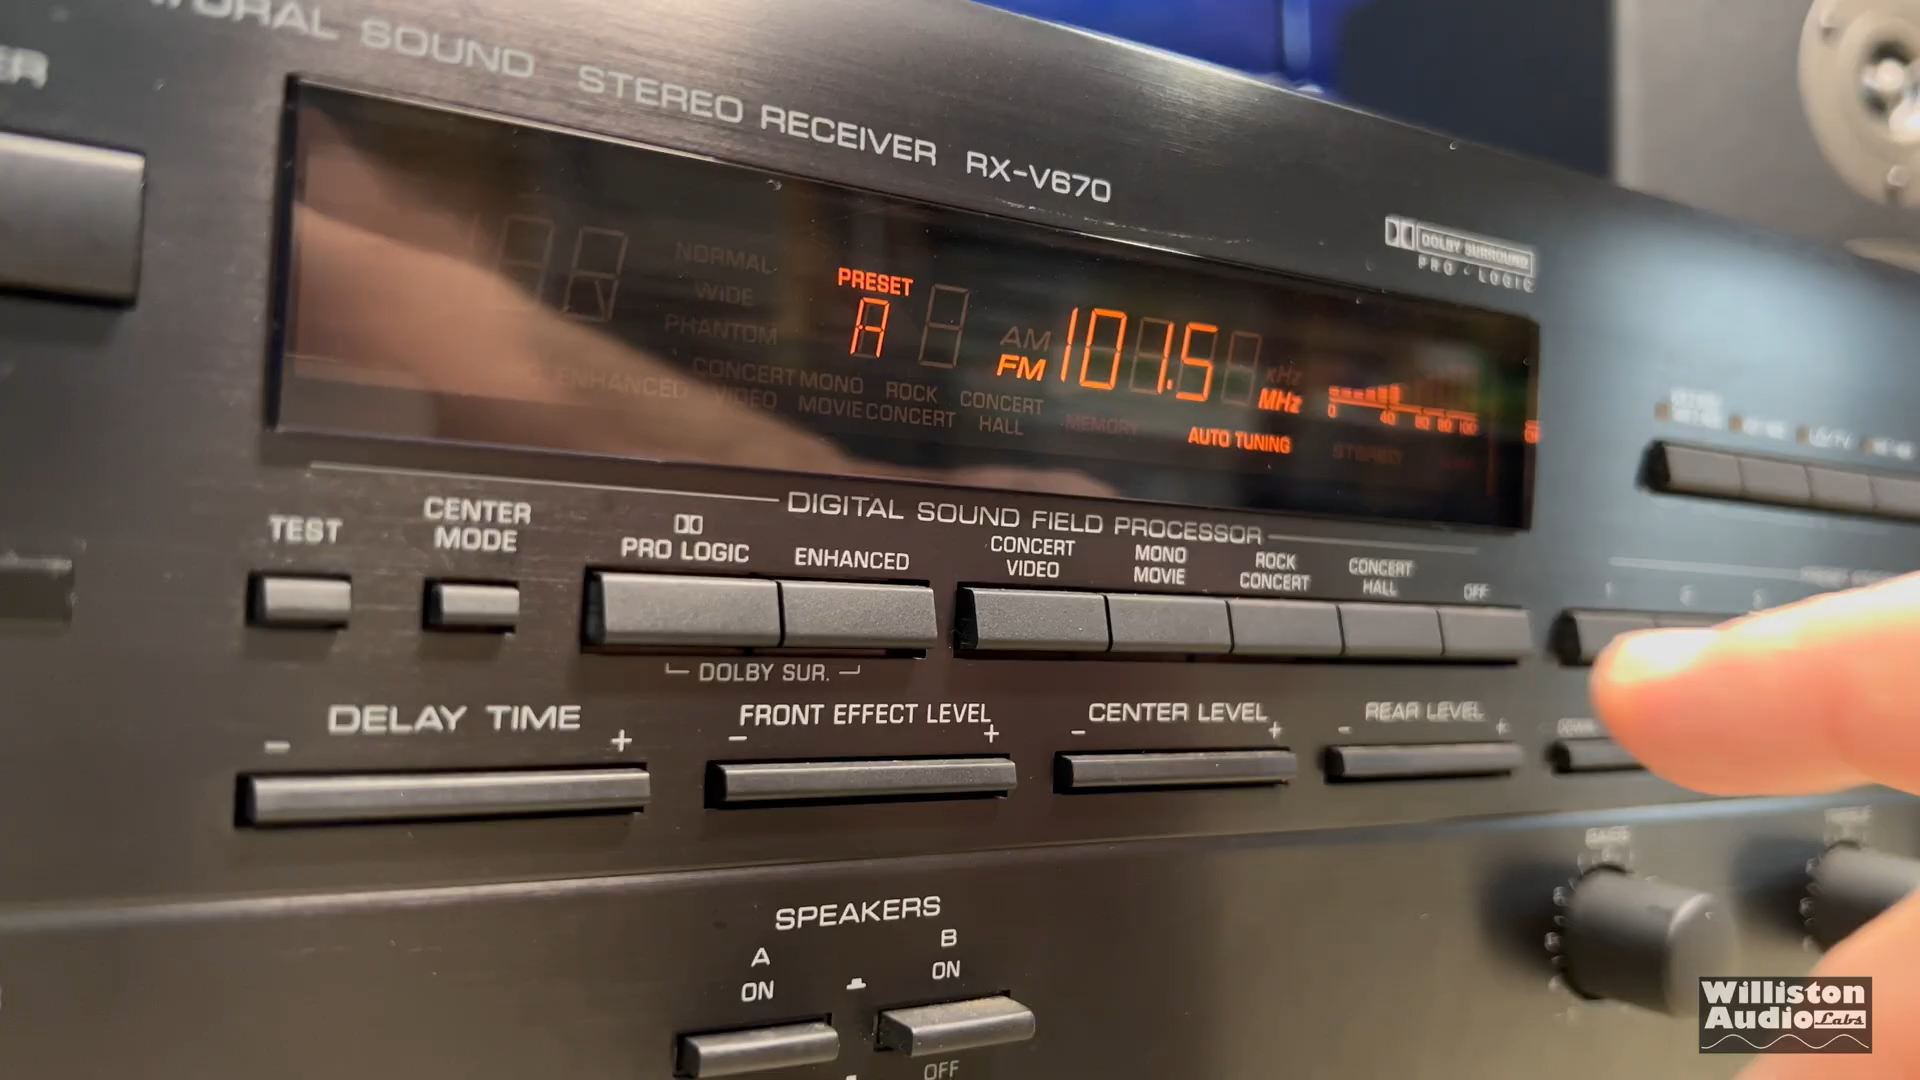 NATURAL SOUND STEREO RECEIVER RX-V670
DOLBY SURROUND
PRO · LOGIC
NORMAL
WIDE
PHANTOM
PRESET
A
AM
FM
101.5
kHz
MHz
ENHANCED
CONCERT VIDEO
MONO MOVIE
ROCK CONCERT
CONCERT HALL
MEMORY
AUTO TUNING
STEREO
0 40 60 80 100
DIGITAL SOUND FIELD PROCESSOR
TEST
CENTER MODE
PRO LOGIC
ENHANCED
CONCERT VIDEO
MONO MOVIE
ROCK CONCERT
CONCERT HALL
OFF
DOLBY SUR.
DELAY TIME
- +
FRONT EFFECT LEVEL
- +
CENTER LEVEL
- +
REAR LEVEL
- +
BASS
SPEAKERS
A
ON
B
ON
OFF
Williston
Audio Labs